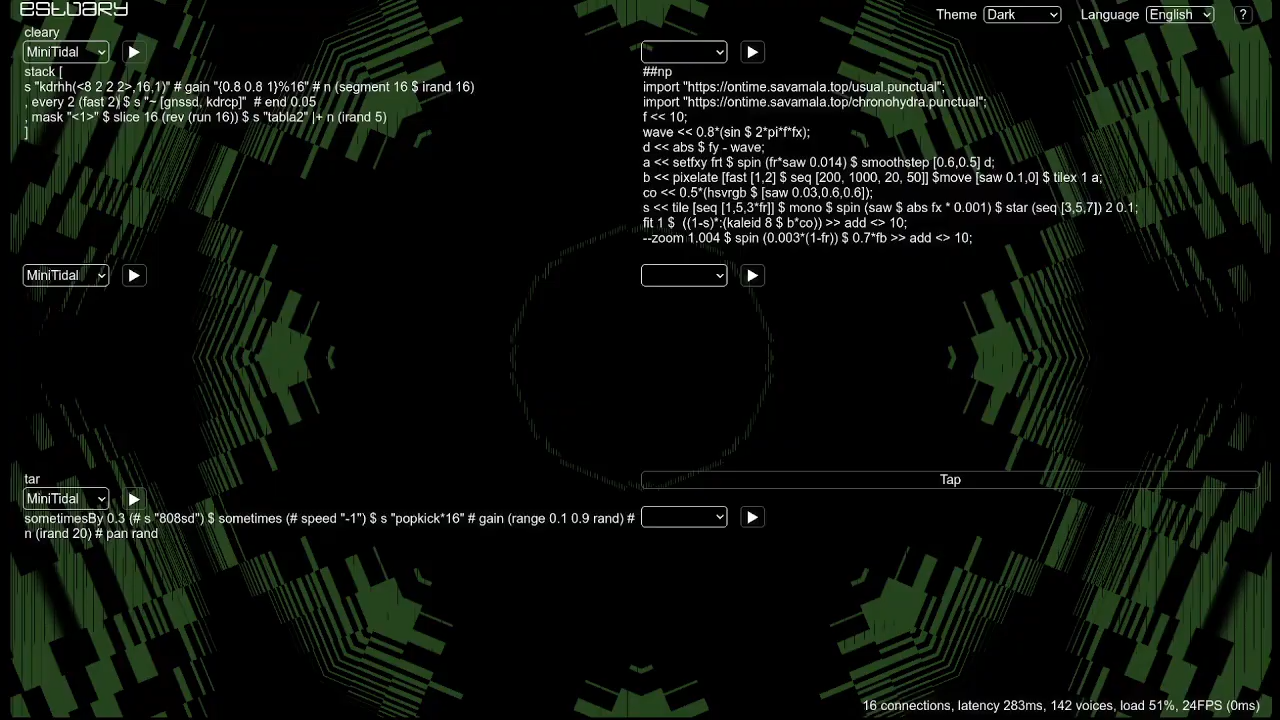 estuary
Theme Dark Language English ?
cleary
MiniTidal
stack [
s "kdrhh(<8 2 2 2>,16,1)" # gain "{0.8 0.8 1}%16" # n (segment 16 $ irand 16)
, every 2 (fast 2) $ s "~ [gnssd, kdrcp]"  # end 0.05
, mask "<1>" $ slice 16 (rev (run 16)) $ s "tabla2" |+ n (irand 5)
]
##np
import "https://ontime.savamala.top/usual.punctual";
import "https://ontime.savamala.top/chronohydra.punctual";
f << 10;
wave << 0.8*(sin $ 2*pi*f*fx);
d << abs $ fy - wave;
a << setfxy frt $ spin (fr*saw 0.014) $ smoothstep [0.6,0.5] d;
b << pixelate [fast [1,2] $ seq [200, 1000, 20, 50]] $move [saw 0.1,0] $ tilex 1 a;
co << 0.5*(hsvrgb $ [saw 0.03,0.6,0.6]);
s << tile [seq [1,5,3*fr]] $ mono $ spin (saw $ abs fx * 0.001) $ star (seq [3,5,7]) 2 0.1;
fit 1 $  ((1-s)*:(kaleid 8 $ b*co)) >> add <> 10;
--zoom 1.004 $ spin (0.003*(1-fr)) $ 0.7*fb >> add <> 10;
MiniTidal
tar
MiniTidal
sometimesBy 0.3 (# s "808sd") $ sometimes (# speed "-1") $ s "popkick*16" # gain (range 0.1 0.9 rand) #
n (irand 20) # pan rand
Tap
16 connections, latency 283ms, 142 voices, load 51%, 24FPS (0ms)